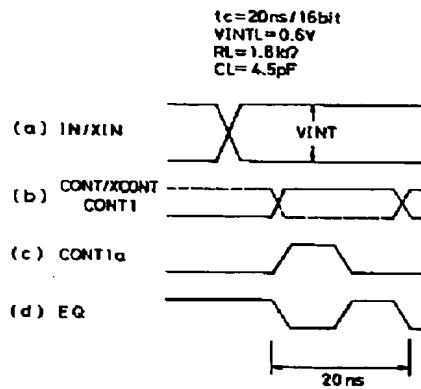 tc=20ns/16bit
VINTL=0.6V
RL=1.8kΩ?
CL=4.5pF
(a) IN/XIN
VINT
(b) CONT/XCONT
CONT1
(c) CONT1a
(d) EQ
20ns